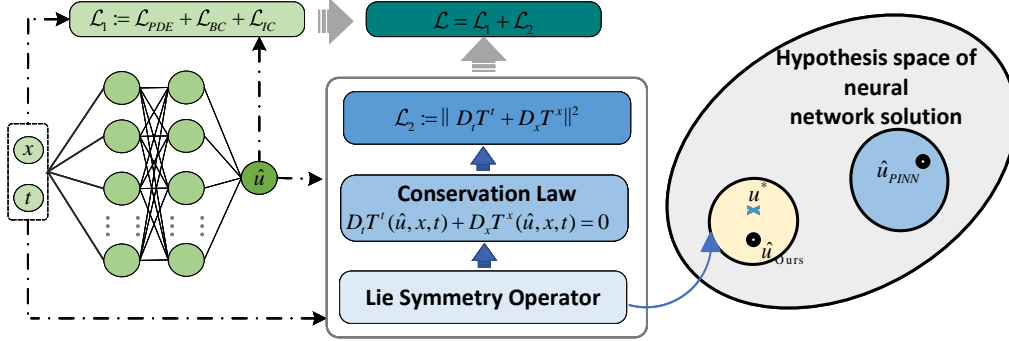 ℒ₁ := ℒ_PDE + ℒ_BC + ℒ_IC
ℒ = ℒ₁ + ℒ₂
x
t
û
ℒ₂ := || D_t T^t + D_x T^x ||²
Conservation Law
D_t T^t (û, x, t) + D_x T^x (û, x, t) = 0
Lie Symmetry Operator
Hypothesis space of
neural
network solution
û_PINN
u*
û_Ours